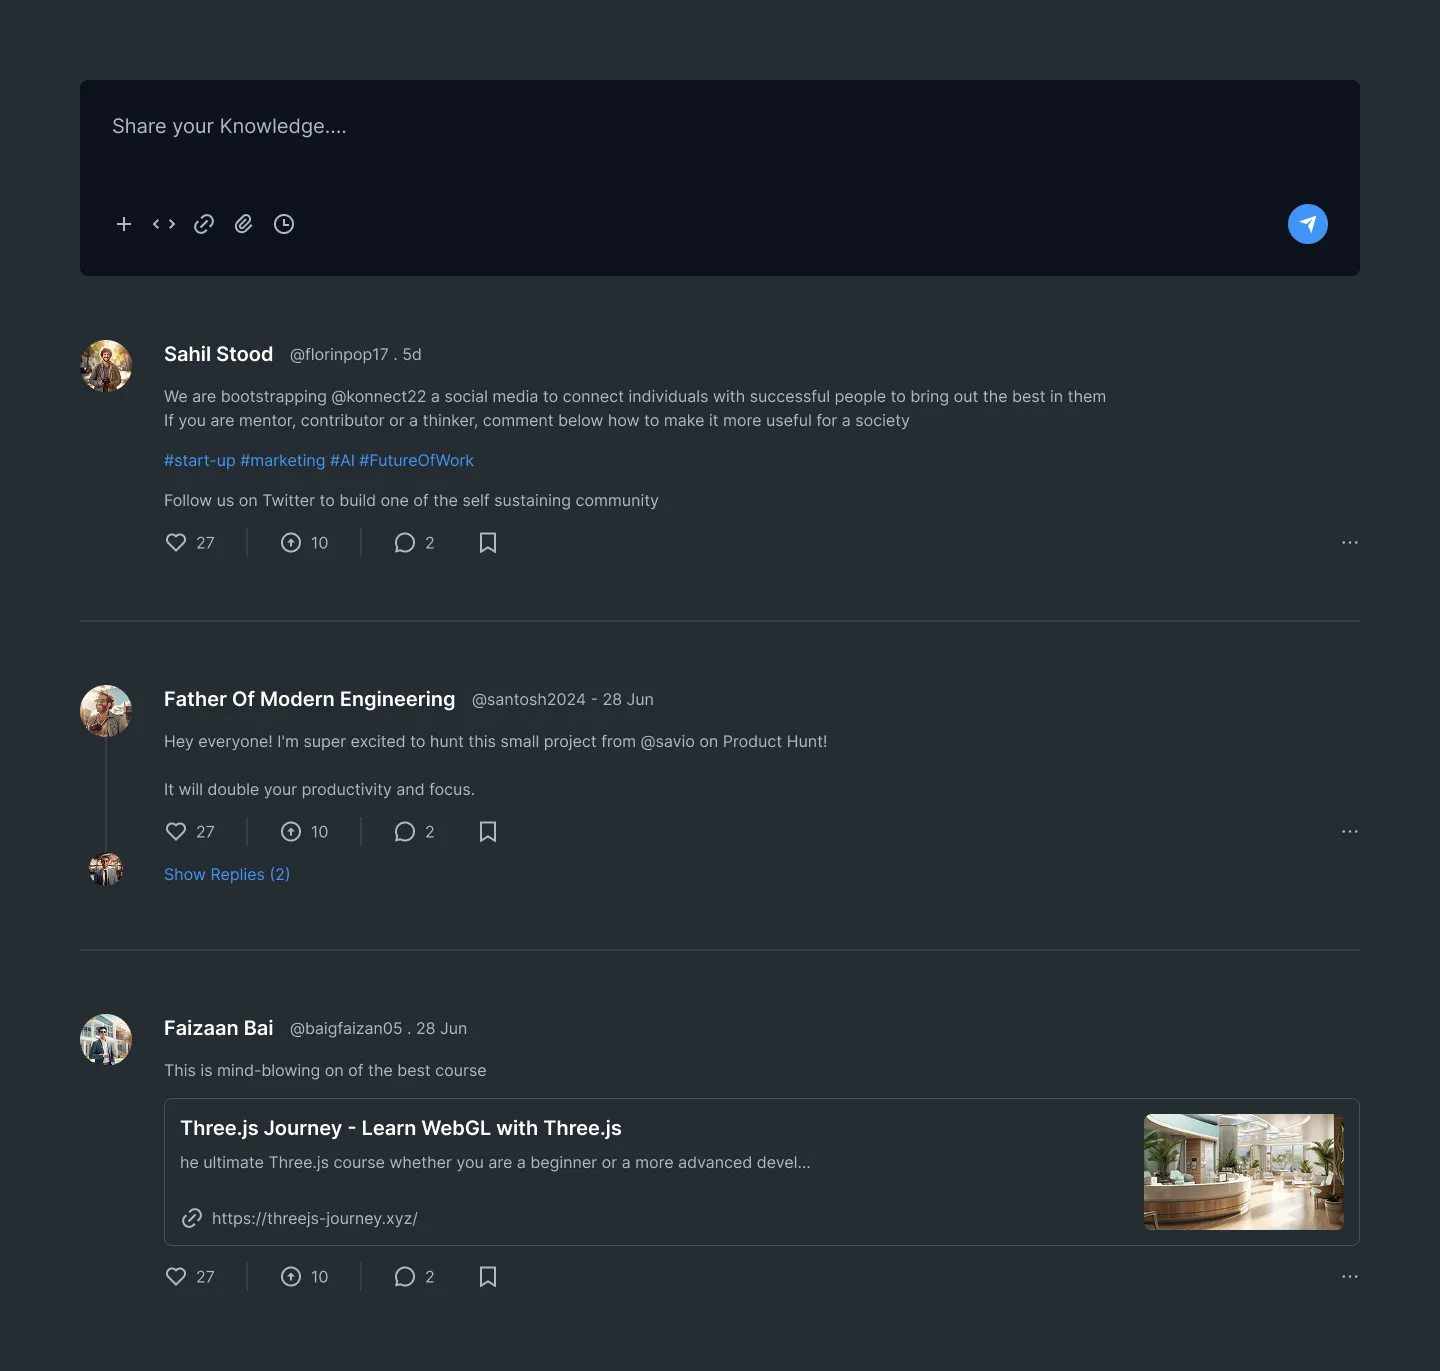 Share your Knowledge....
Sahil Stood @florinpop17 . 5d
We are bootstrapping @konnect22 a social media to connect individuals with successful people to bring out the best in them
If you are mentor, contributor or a thinker, comment below how to make it more useful for a society
#start-up #marketing #AI #FutureOfWork
Follow us on Twitter to build one of the self sustaining community
27 10 2
Father Of Modern Engineering @santosh2024 - 28 Jun
Hey everyone! I'm super excited to hunt this small project from @savio on Product Hunt!
It will double your productivity and focus.
27 10 2
Show Replies (2)
Faizaan Bai @baigfaizan05 . 28 Jun
This is mind-blowing on of the best course
Three.js Journey - Learn WebGL with Three.js
he ultimate Three.js course whether you are a beginner or a more advanced devel...
https://threejs-journey.xyz/
27 10 2